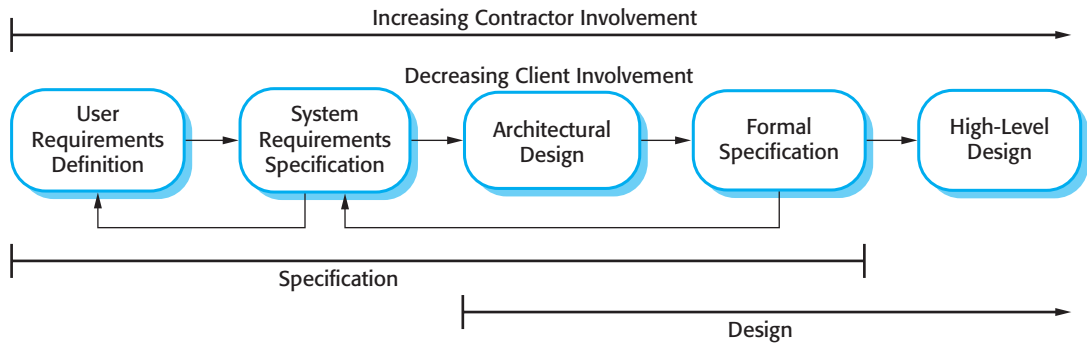 Increasing Contractor Involvement
Decreasing Client Involvement
User
Requirements
Definition
System
Requirements
Specification
Architectural
Design
Formal
Specification
High-Level
Design
Specification
Design